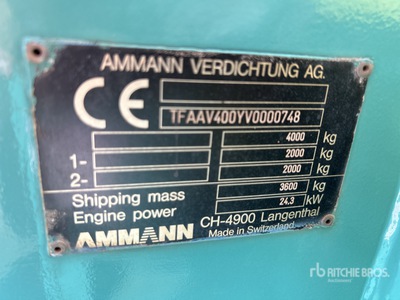 AMMANN VERDICHTUNG AG.
CE
TFAAV400YV0000748
4000 kg
1- 2000 kg
2- 2000 kg
Shipping mass 3600 kg
Engine power 24,3 kW
AMMANN CH-4900 Langenthal
Made in Switzerland
rb RITCHIE BROS.